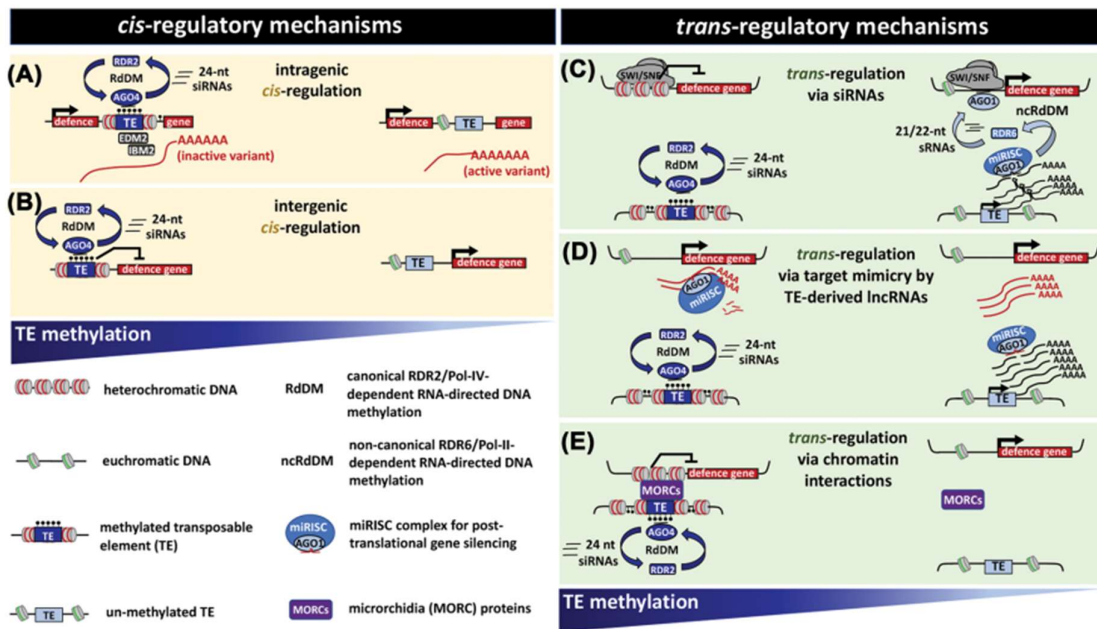 cis-regulatory mechanisms
(A)
RDR2
RdDM
AGO4
24-nt
siRNAs
intragenic
cis-regulation
defence
TE
gene
EDM2
IBM2
AAAAAA
(inactive variant)
defence
TE
gene
AAAAAAA
(active variant)
(B)
RDR2
RdDM
AGO4
24-nt
siRNAs
intergenic
cis-regulation
TE
defence gene
TE
defence gene
TE methylation
heterochromatic DNA
RdDM
canonical RDR2/Pol-IV-
dependent RNA-directed DNA
methylation
euchromatic DNA
ncRdDM
non-canonical RDR6/Pol-II-
dependent RNA-directed DNA
methylation
TE
methylated transposable
element (TE)
miRISC
AGO1
miRISC complex for post-
translational gene silencing
TE
un-methylated TE
MORCs
microrchidia (MORC) proteins
trans-regulatory mechanisms
(C)
SWI/SNF
defence gene
trans-regulation
via siRNAs
RDR2
RdDM
AGO4
24-nt
siRNAs
TE
SWI/SNF
defence gene
AGO1
ncRdDM
21/22-nt
sRNAs
RDR6
miRISC
AGO1
AAAA
AAAA
AAAA
AAAA
TE
(D)
defence gene
AGO1
miRISC
AAAA
AAAA
trans-regulation
via target mimicry by
TE-derived lncRNAs
RDR2
RdDM
AGO4
24-nt
siRNAs
TE
defence gene
AAAA
AAAA
AAAA
miRISC
AGO1
AAAA
AAAA
AAAA
AAAA
TE
(E)
defence gene
MORCs
TE
AGO4
RdDM
RDR2
24 nt
siRNAs
trans-regulation
via chromatin
interactions
defence gene
MORCs
TE
TE methylation